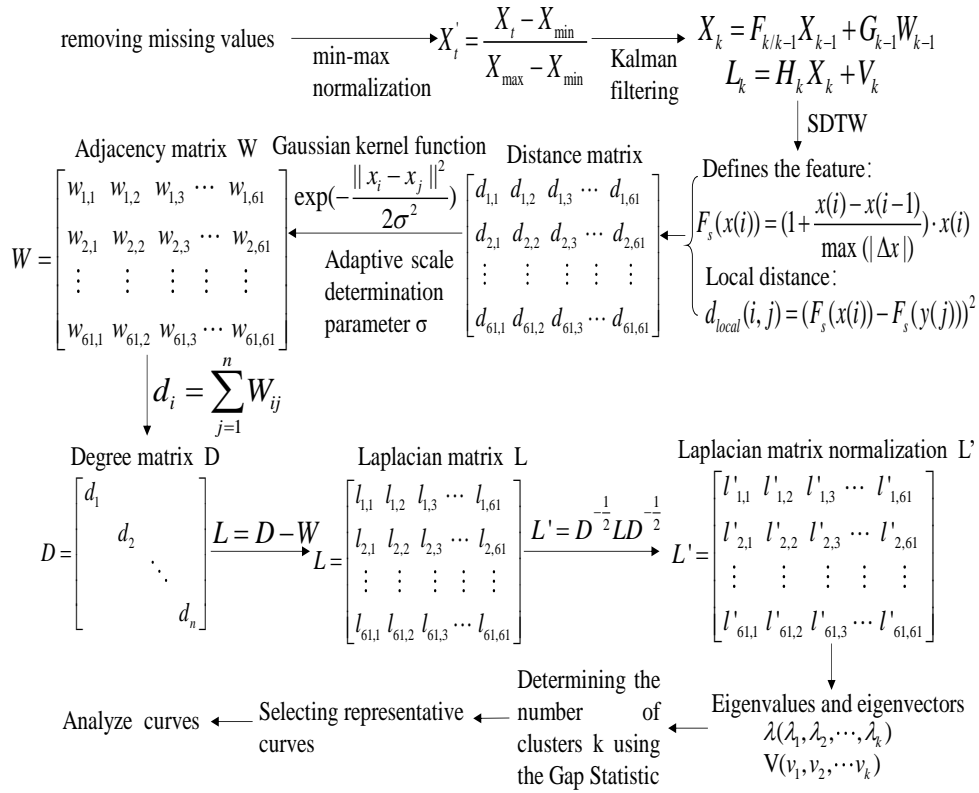 removing missing values
min-max
normalization
X'_t = (X_t − X_min) / (X_max − X_min)
Kalman
filtering
X_k = F_{k/k−1} X_{k−1} + G_{k−1} W_{k−1}
L_k = H_k X_k + V_k
SDTW
Defines the feature:
F_s(x(i)) = (1 + (x(i) − x(i−1)) / max(|Δx|)) · x(i)
Local distance:
d_{local}(i, j) = (F_s(x(i)) − F_s(y(j)))^2
Distance matrix
d_{1,1} d_{1,2} d_{1,3} ⋯ d_{1,61}
d_{2,1} d_{2,2} d_{2,3} ⋯ d_{2,61}
⋮ ⋮ ⋮ ⋮ ⋮
d_{61,1} d_{61,2} d_{61,3} ⋯ d_{61,61}
Gaussian kernel function
exp(−‖x_i − x_j‖^2 / 2σ^2)
Adaptive scale
determination
parameter σ
Adjacency matrix W
W =
w_{1,1} w_{1,2} w_{1,3} ⋯ w_{1,61}
w_{2,1} w_{2,2} w_{2,3} ⋯ w_{2,61}
⋮ ⋮ ⋮ ⋮ ⋮
w_{61,1} w_{61,2} w_{61,3} ⋯ w_{61,61}
d_i = ∑_{j=1}^{n} W_{ij}
Degree matrix D
D =
d_1
d_2
⋱
d_n
L = D − W
Laplacian matrix L
L =
l_{1,1} l_{1,2} l_{1,3} ⋯ l_{1,61}
l_{2,1} l_{2,2} l_{2,3} ⋯ l_{2,61}
⋮ ⋮ ⋮ ⋮ ⋮
l_{61,1} l_{61,2} l_{61,3} ⋯ l_{61,61}
L' = D^{−1/2} L D^{−1/2}
Laplacian matrix normalization L'
L' =
l'_{1,1} l'_{1,2} l'_{1,3} ⋯ l'_{1,61}
l'_{2,1} l'_{2,2} l'_{2,3} ⋯ l'_{2,61}
⋮ ⋮ ⋮ ⋮ ⋮
l'_{61,1} l'_{61,2} l'_{61,3} ⋯ l'_{61,61}
Eigenvalues and eigenvectors
λ(λ_1, λ_2, ⋯, λ_k)
V(v_1, v_2, ⋯ v_k)
Determining the
number of
clusters k using
the Gap Statistic
Selecting representative
curves
Analyze curves